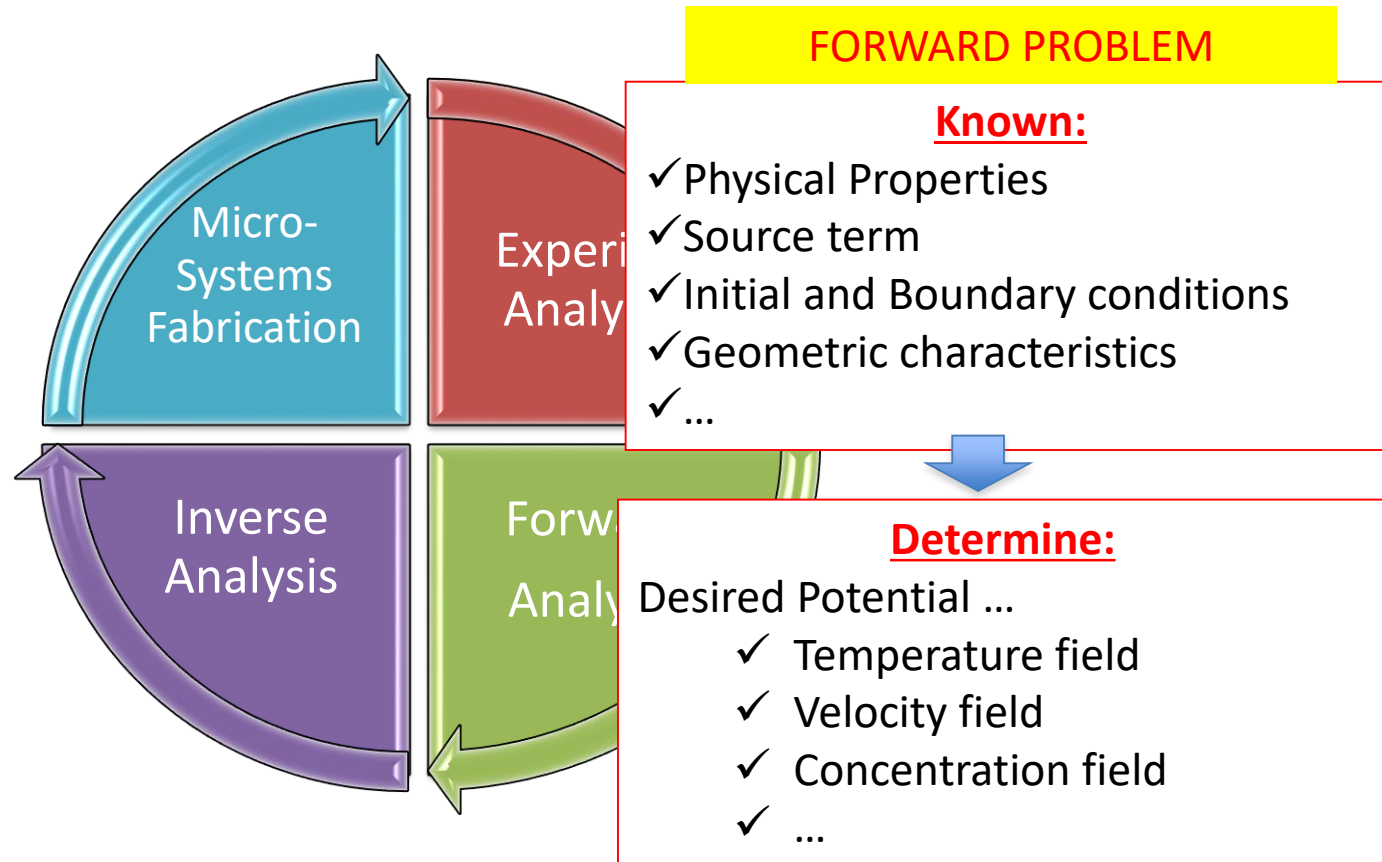 FORWARD PROBLEM
Known:
✓Physical Properties
✓Source term
✓Initial and Boundary conditions
✓Geometric characteristics
✓...
Micro-
Systems
Fabrication
Inverse
Analysis
Determine:
Desired Potential ...
✓ Temperature field
✓ Velocity field
✓ Concentration field
✓ ...